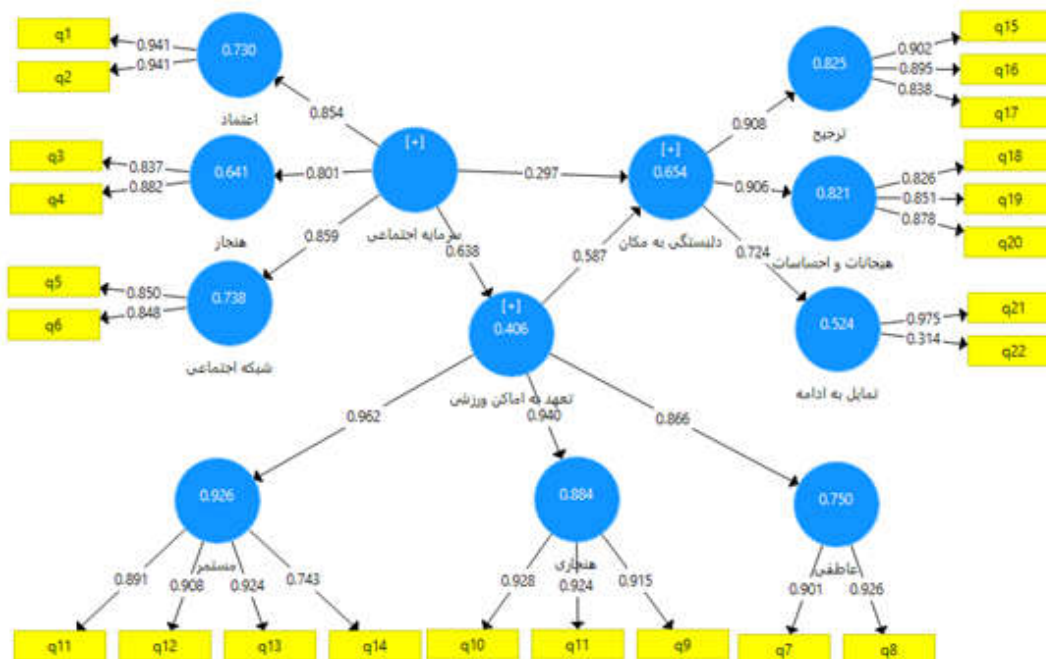 q1
0.941
0.730
q2
0.941
اعتماد
0.854
q3
0.837
0.641
q4
0.882
هنجار
0.801
q5
0.850
0.738
q6
0.848
شبکه اجتماعی
0.859
[+]
سرمایه اجتماعی
0.297
0.638
[+]
0.654
دلبستگی به مکان
0.587
0.908
0.825
ترجیح
0.902
q15
0.895
q16
0.838
q17
0.906
0.821
هیجانات و احساسات
0.826
q18
0.851
q19
0.878
q20
0.724
0.524
تمایل به ادامه
0.975
q21
0.314
q22
[+]
0.406
تعهد به اماکن ورزشی
0.962
0.940
0.866
0.926
مستمر
0.891
0.908
0.924
0.743
q11
q12
q13
q14
0.884
هنجاری
0.928
0.924
0.915
q10
q11
q9
0.750
عاطفی
0.901
0.926
q7
q8